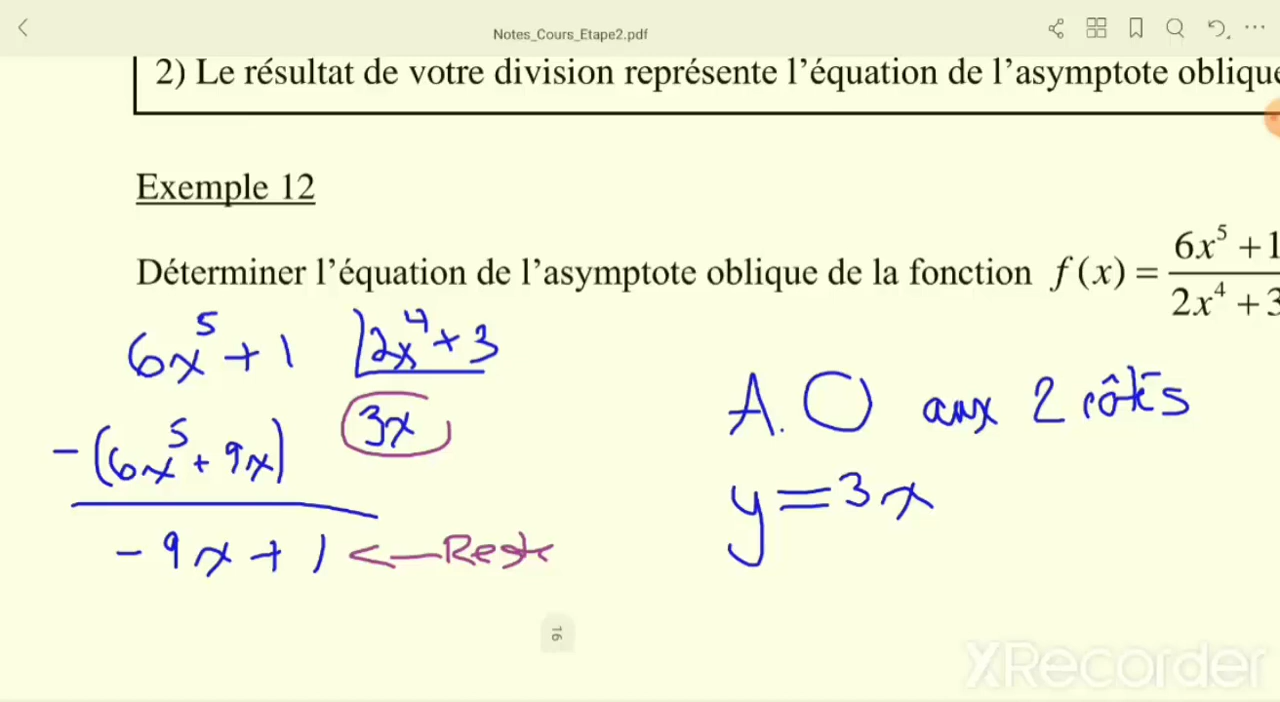 Notes_Cours_Etape2.pdf
2) Le résultat de votre division représente l'équation de l'asymptote oblique
Exemple 12
Déterminer l'équation de l'asymptote oblique de la fonction f(x) = 6x⁵ + 1 / 2x⁴ + 3
6x⁵ + 1 | 2x⁴ + 3
3x
- (6x⁵ + 9x)
- 9x + 1 ← Reste
A.O aux 2 côtés
y = 3x
16
XRecorder